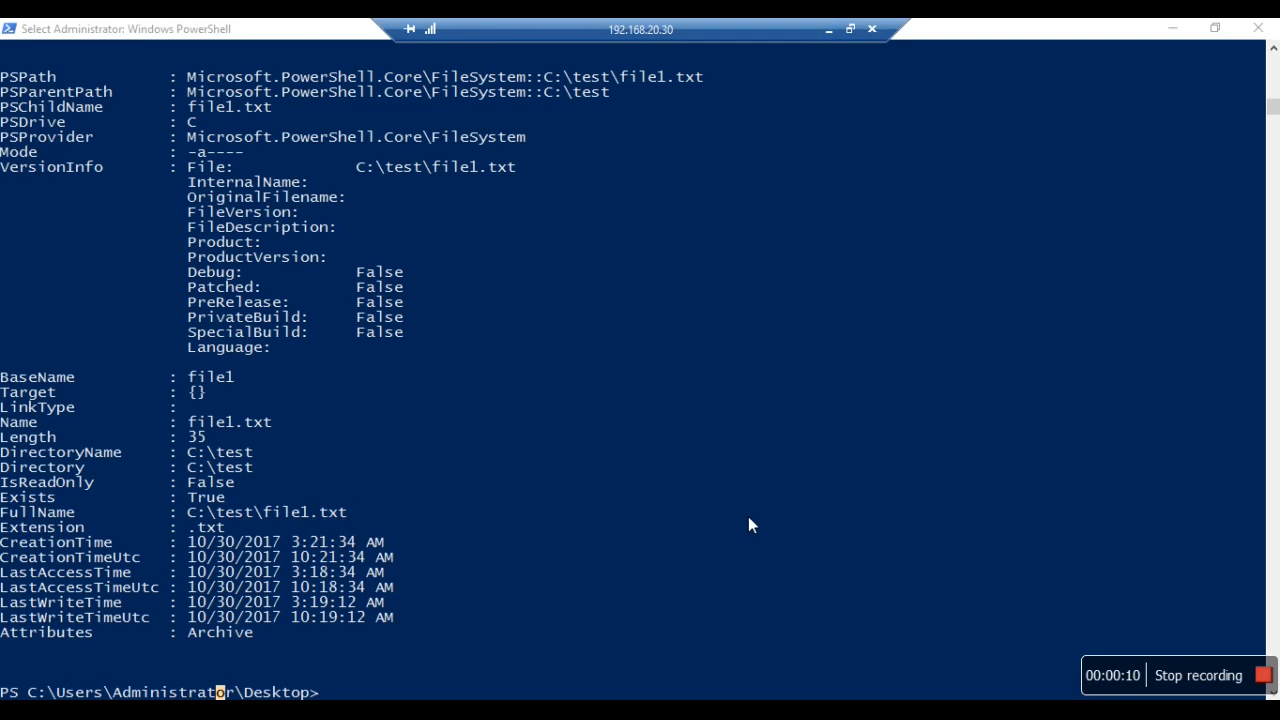 Select Administrator: Windows PowerShell
192.168.20.30
PSPath : Microsoft.PowerShell.Core\FileSystem::C:\test\file1.txt
PSParentPath : Microsoft.PowerShell.Core\FileSystem::C:\test
PSChildName : file1.txt
PSDrive : C
PSProvider : Microsoft.PowerShell.Core\FileSystem
Mode : -a----
VersionInfo : File: C:\test\file1.txt
InternalName:
OriginalFilename:
FileVersion:
FileDescription:
Product:
ProductVersion:
Debug: False
Patched: False
PreRelease: False
PrivateBuild: False
SpecialBuild: False
Language:
BaseName : file1
Target : {}
LinkType :
Name : file1.txt
Length : 35
DirectoryName : C:\test
Directory : C:\test
IsReadOnly : False
Exists : True
FullName : C:\test\file1.txt
Extension : .txt
CreationTime : 10/30/2017 3:21:34 AM
CreationTimeUtc : 10/30/2017 10:21:34 AM
LastAccessTime : 10/30/2017 3:18:34 AM
LastAccessTimeUtc : 10/30/2017 10:18:34 AM
LastWriteTime : 10/30/2017 3:19:12 AM
LastWriteTimeUtc : 10/30/2017 10:19:12 AM
Attributes : Archive
00:00:10 Stop recording
PS C:\Users\Administrator\Desktop>